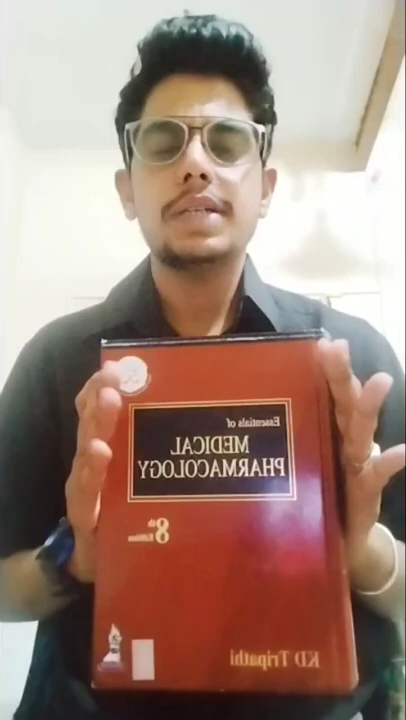 Essentials of
MEDICAL
PHARMACOLOGY
8th
Edition
KD Tripathi